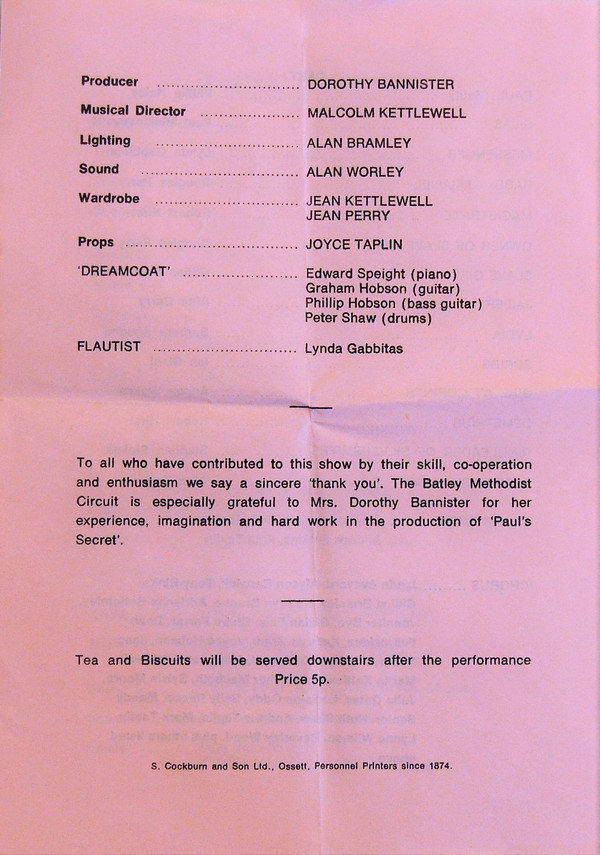 Producer .............................. DOROTHY BANNISTER
Musical Director ..................... MALCOLM KETTLEWELL
Lighting .............................. ALAN BRAMLEY
Sound ................................. ALAN WORLEY
Wardrobe .............................. JEAN KETTLEWELL
JEAN PERRY
Props ................................. JOYCE TAPLIN
‘DREAMCOAT’ ........................ Edward Speight (piano)
Graham Hobson (guitar)
Phillip Hobson (bass guitar)
Peter Shaw (drums)
FLAUTIST .............................. Lynda Gabbitas
To all who have contributed to this show by their skill, co-operation
and enthusiasm we say a sincere ‘thank you’. The Batley Methodist
Circuit is especially grateful to Mrs. Dorothy Bannister for her
experience, imagination and hard work in the production of ‘Paul’s
Secret’.
Tea and Biscuits will be served downstairs after the performance
Price 5p.
S. Cockburn and Son Ltd., Ossett, Personnel Printers since 1874.